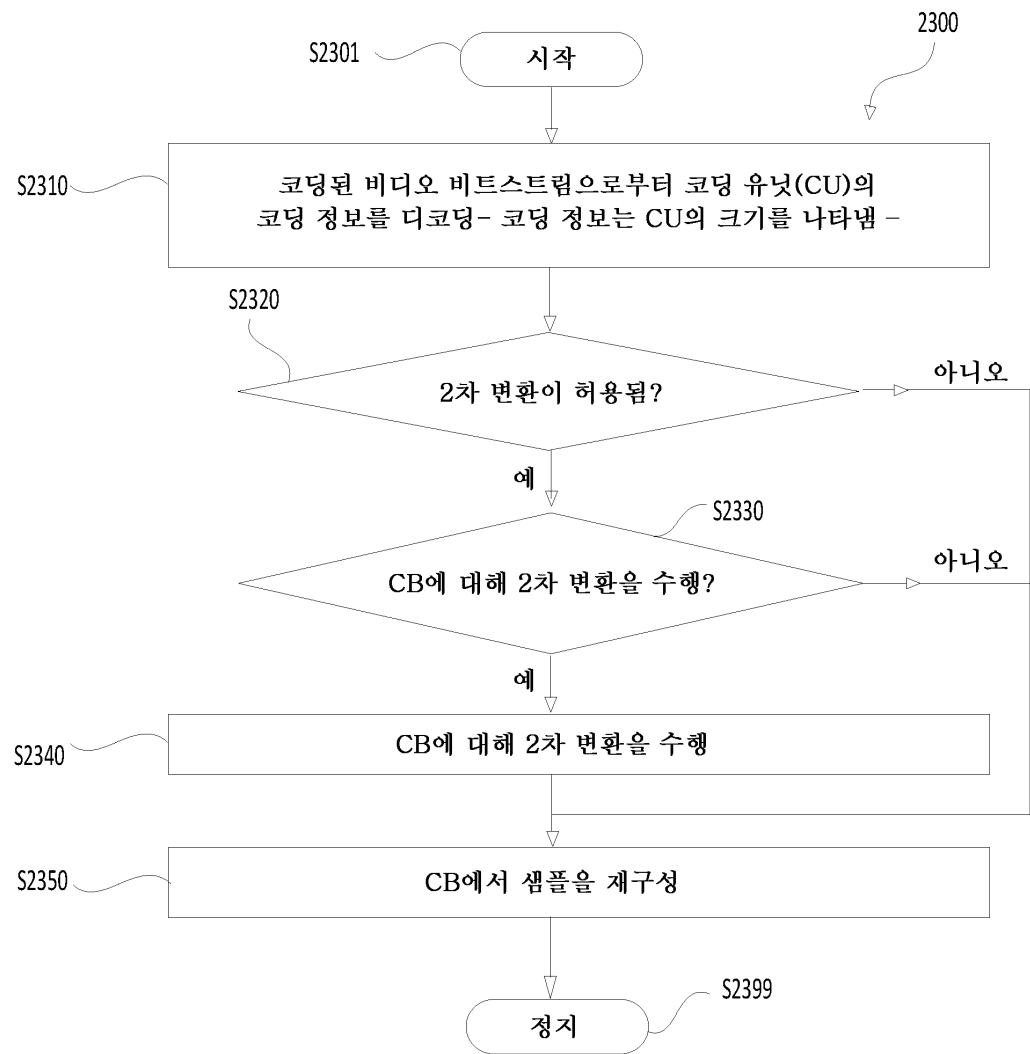 2300
S2301
시작
S2310
코딩된 비디오 비트스트림으로부터 코딩 유닛(CU)의
코딩 정보를 디코딩- 코딩 정보는 CU의 크기를 나타냄 -
S2320
2차 변환이 허용됨?
아니오
예
S2330
CB에 대해 2차 변환을 수행?
아니오
예
S2340
CB에 대해 2차 변환을 수행
S2350
CB에서 샘플을 재구성
S2399
정지